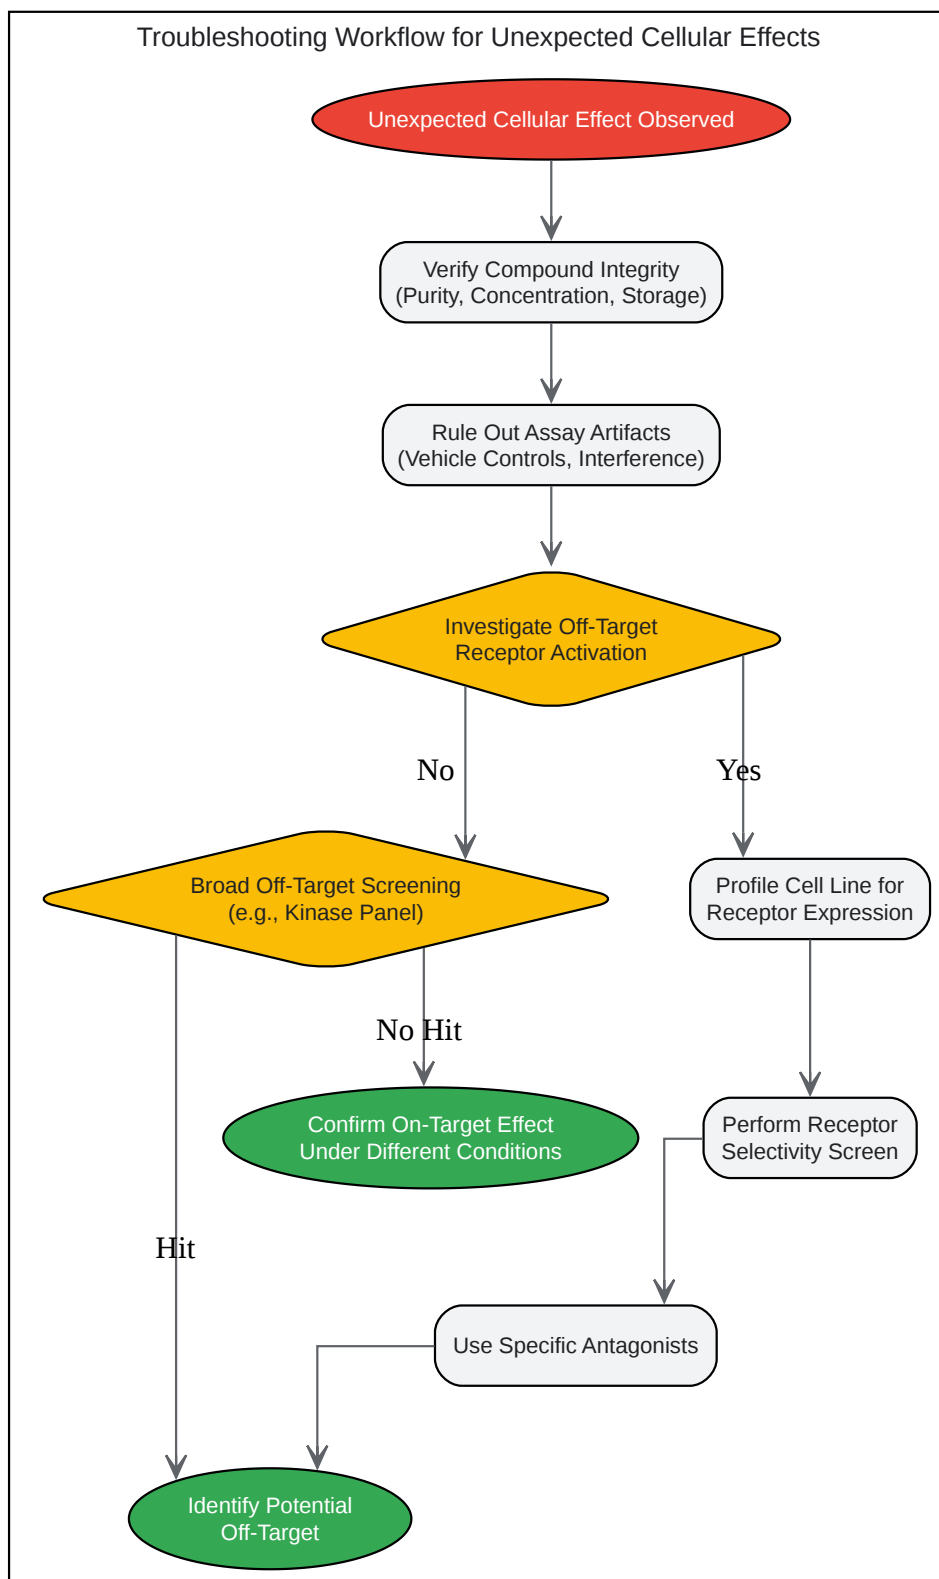 Troubleshooting Workflow for Unexpected Cellular Effects
Unexpected Cellular Effect Observed
Verify Compound Integrity
(Purity, Concentration, Storage)
Rule Out Assay Artifacts
(Vehicle Controls, Interference)
Investigate Off-Target
Receptor Activation
No
Yes
Broad Off-Target Screening
(e.g., Kinase Panel)
Profile Cell Line for
Receptor Expression
No Hit
Confirm On-Target Effect
Under Different Conditions
Perform Receptor
Selectivity Screen
Hit
Use Specific Antagonists
Identify Potential
Off-Target